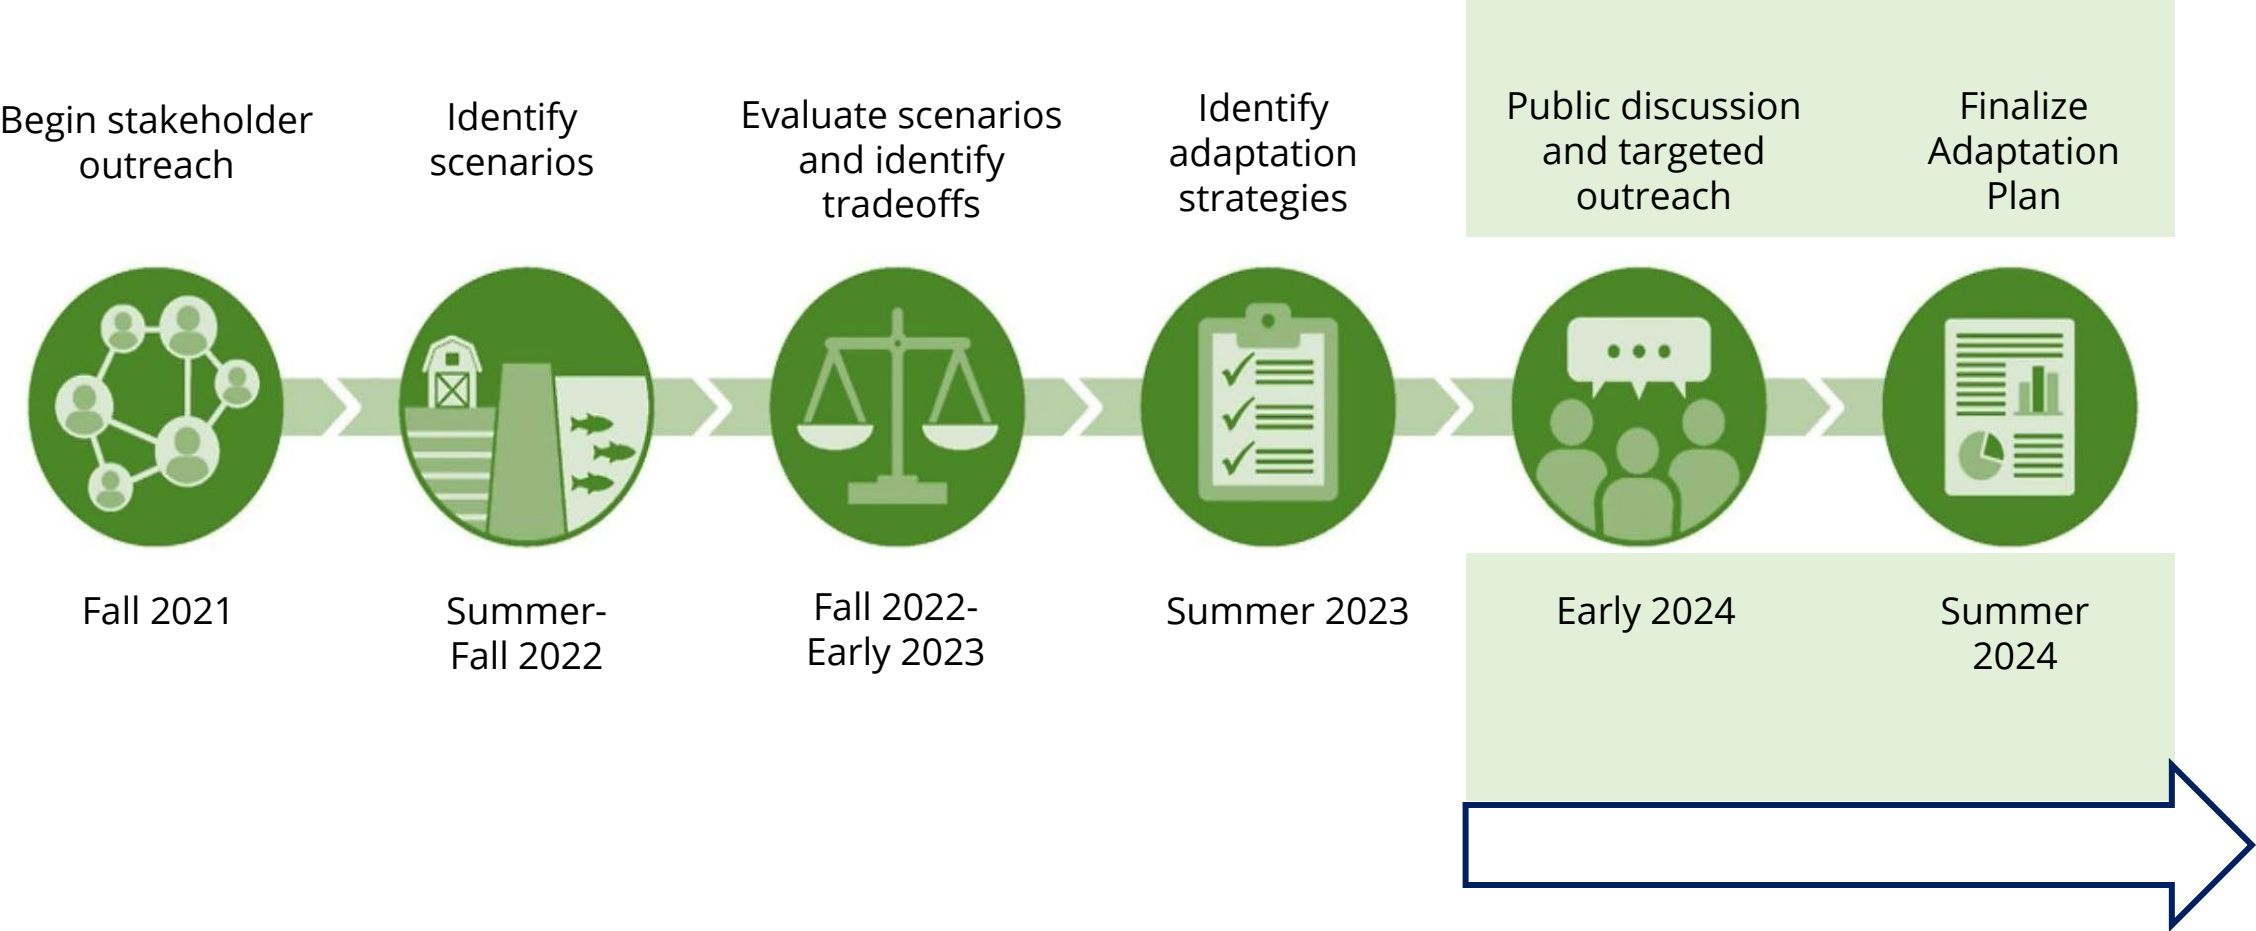 Begin stakeholder
outreach
Identify
scenarios
Evaluate scenarios
and identify
tradeoffs
Identify
adaptation
strategies
Public discussion
and targeted
outreach
Finalize
Adaptation
Plan
Fall 2021
Summer-
Fall 2022
Fall 2022-
Early 2023
Summer 2023
Early 2024
Summer
2024